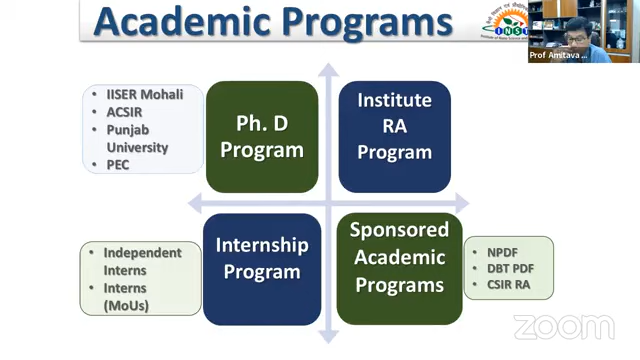 Academic Programs
INST
Prof Amitava ...
IISER Mohali
ACSIR
Punjab
University
PEC
Ph. D
Program
Institute
RA
Program
Independent
Interns
Interns
(MoUs)
Internship
Program
Sponsored
Academic
Programs
NPDF
DBT PDF
CSIR RA
zoom